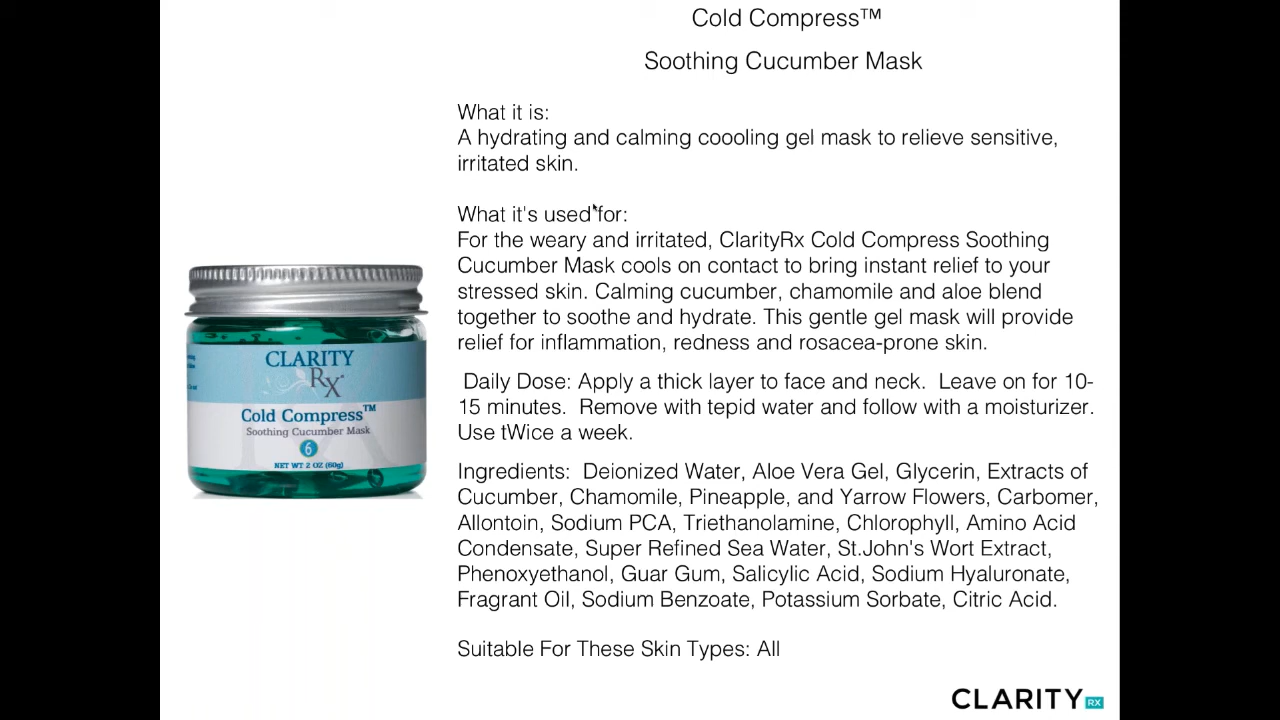 Cold Compress™
Soothing Cucumber Mask
What it is:
A hydrating and calming coooling gel mask to relieve sensitive,
irritated skin.
What it's used for:
For the weary and irritated, ClarityRx Cold Compress Soothing
Cucumber Mask cools on contact to bring instant relief to your
stressed skin. Calming cucumber, chamomile and aloe blend
together to soothe and hydrate. This gentle gel mask will provide
relief for inflammation, redness and rosacea-prone skin.
Daily Dose: Apply a thick layer to face and neck.  Leave on for 10-
15 minutes.  Remove with tepid water and follow with a moisturizer.
Use tWice a week.
Ingredients:  Deionized Water, Aloe Vera Gel, Glycerin, Extracts of
Cucumber, Chamomile, Pineapple, and Yarrow Flowers, Carbomer,
Allontoin, Sodium PCA, Triethanolamine, Chlorophyll, Amino Acid
Condensate, Super Refined Sea Water, St.John's Wort Extract,
Phenoxyethanol, Guar Gum, Salicylic Acid, Sodium Hyaluronate,
Fragrant Oil, Sodium Benzoate, Potassium Sorbate, Citric Acid.
Suitable For These Skin Types: All
CLARITY
Rx
Cold Compress™
Soothing Cucumber Mask
6
NET WT 2 OZ (60g)
CLARITY RX